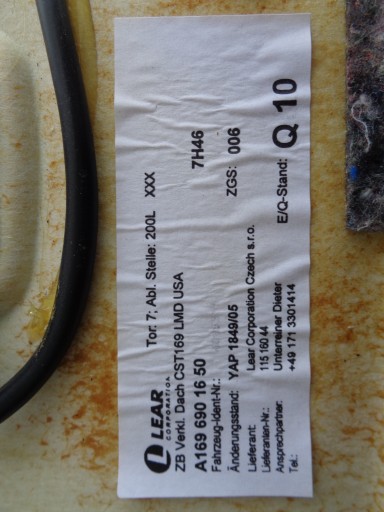 LEAR
CORPORATION
Tor: 7; Abl. Stelle: 200L XXX
ZB Verkl. Dach CST169 LMD USA
A169 690 16 50 7H46
Fahrzeug-Ident-Nr.:
Änderungsstand: YAP 1849/05 ZGS: 006
Lieferant: Lear Corporation Czech s.r.o.
Lieferanten-Nr.: 115 160 44
Ansprechpartner: Unterreiner Dieter E/Q-Stand: Q 10
Tel.: +49 171 3301414